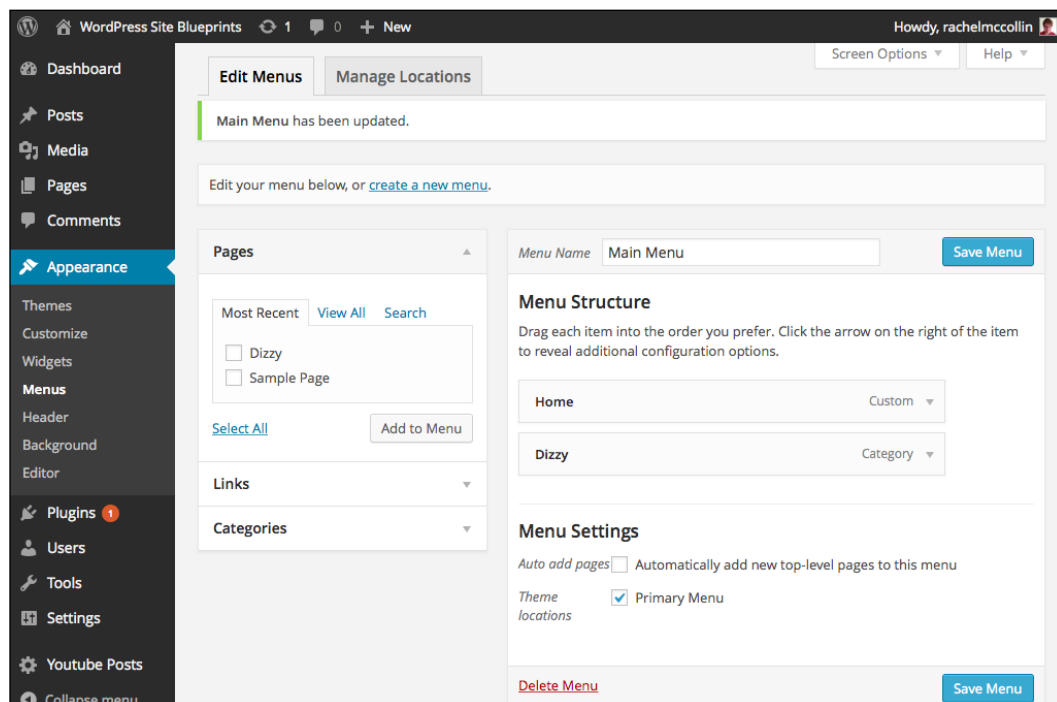 WordPress Site Blueprints 1 0 + New Howdy, rachelmccollin
Screen Options Help
Dashboard
Posts
Media
Pages
Comments
Appearance
Themes
Customize
Widgets
Menus
Header
Background
Editor
Plugins 1
Users
Tools
Settings
Youtube Posts
Collapse menu
Edit Menus Manage Locations
Main Menu has been updated.
Edit your menu below, or create a new menu.
Pages
Most Recent View All Search
Dizzy
Sample Page
Select All Add to Menu
Links
Categories
Menu Name Main Menu Save Menu
Menu Structure
Drag each item into the order you prefer. Click the arrow on the right of the item
to reveal additional configuration options.
Home Custom
Dizzy Category
Menu Settings
Auto add pages Automatically add new top-level pages to this menu
Theme Primary Menu
locations
Delete Menu Save Menu